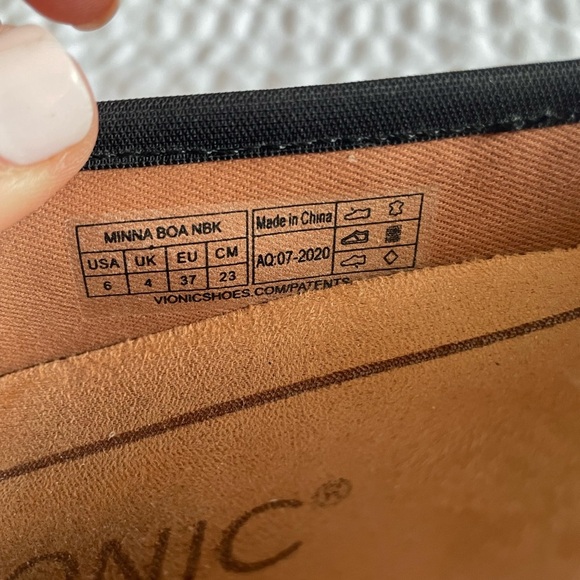 MINNA BOA NBK
USA UK EU CM
6 4 37 23
Made in China
AQ:07-2020
VIONICSHOES.COM/PATENTS
ONIC®